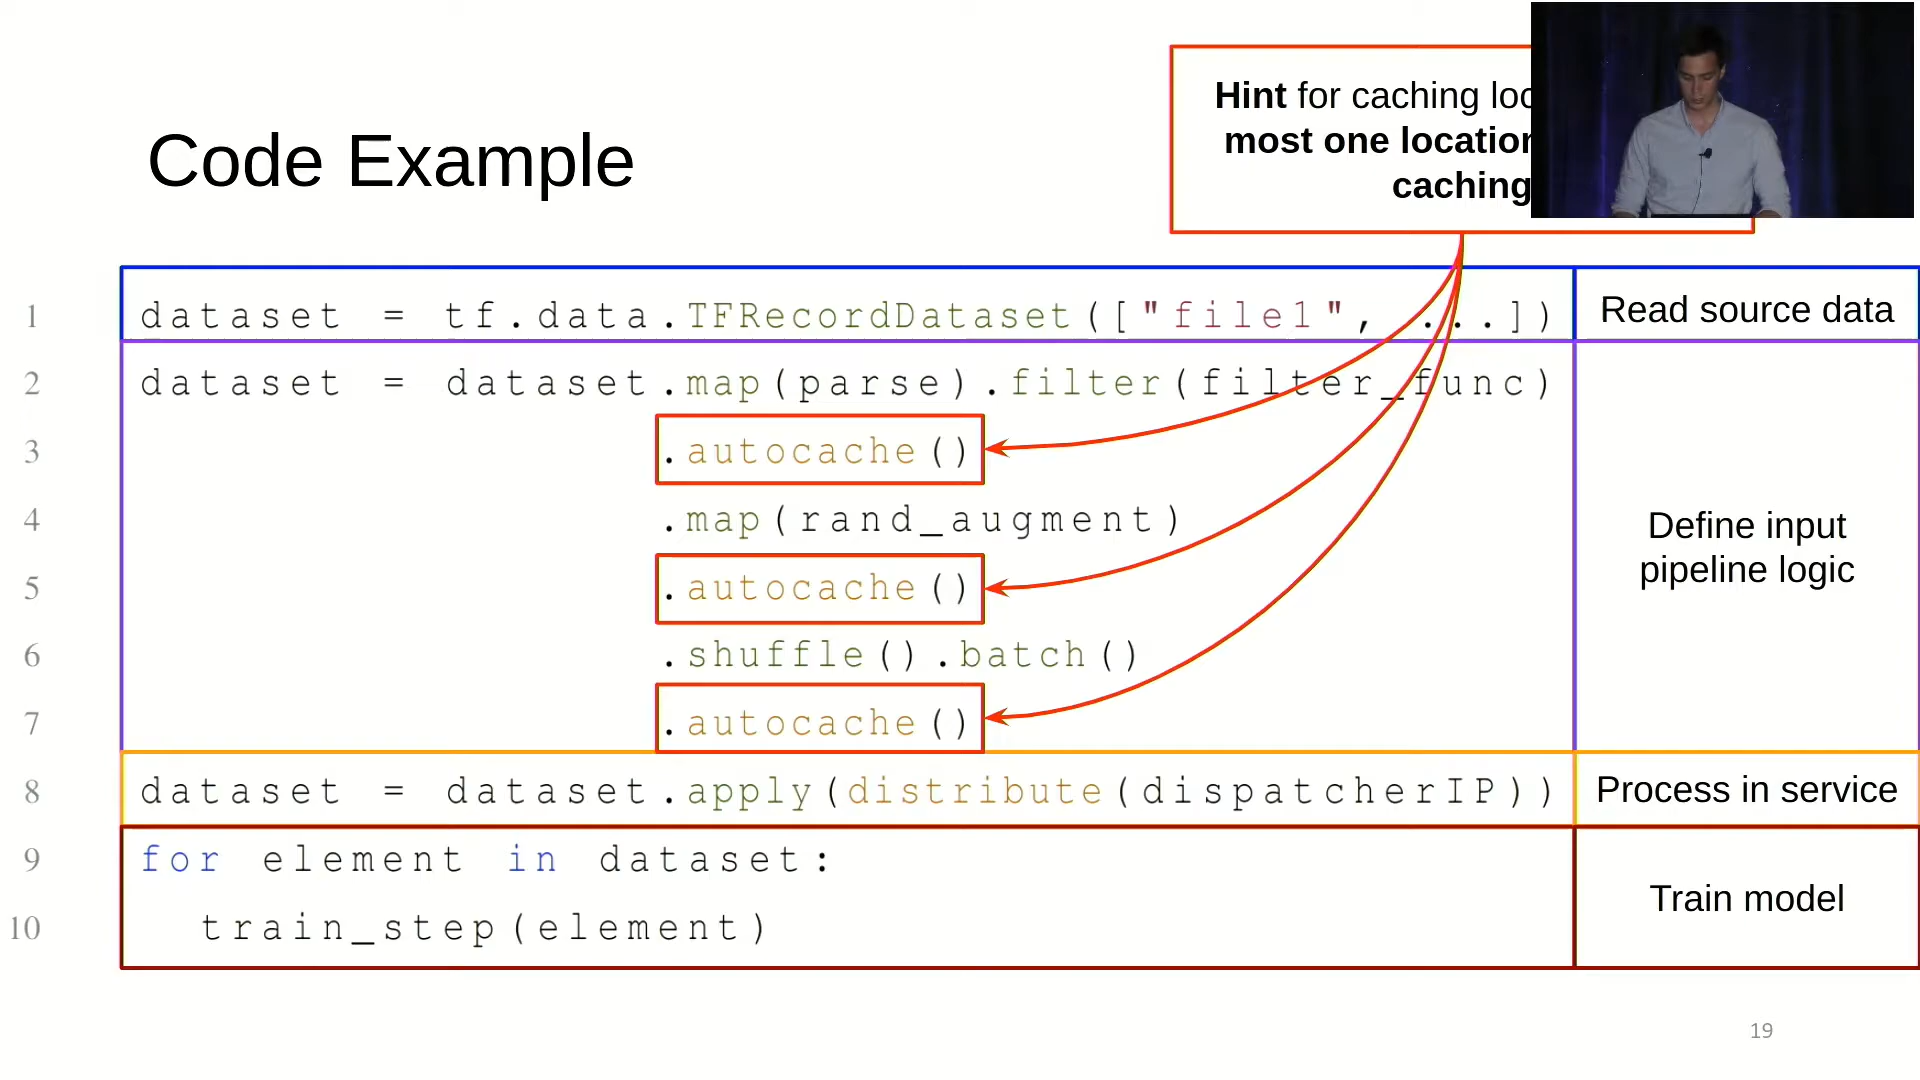 Hint for caching
most one location
caching
Code Example
1 dataset = tf.data.TFRecordDataset(["file1", ...]) Read source data
2 dataset = dataset.map(parse).filter(filter_func)
3 .autocache()
4 .map(rand_augment)
Define input
pipeline logic
5 .autocache()
6 .shuffle().batch()
7 .autocache()
8 dataset = dataset.apply(distribute(dispatcherIP)) Process in service
9 for element in dataset:
Train model
10 train_step(element)
19